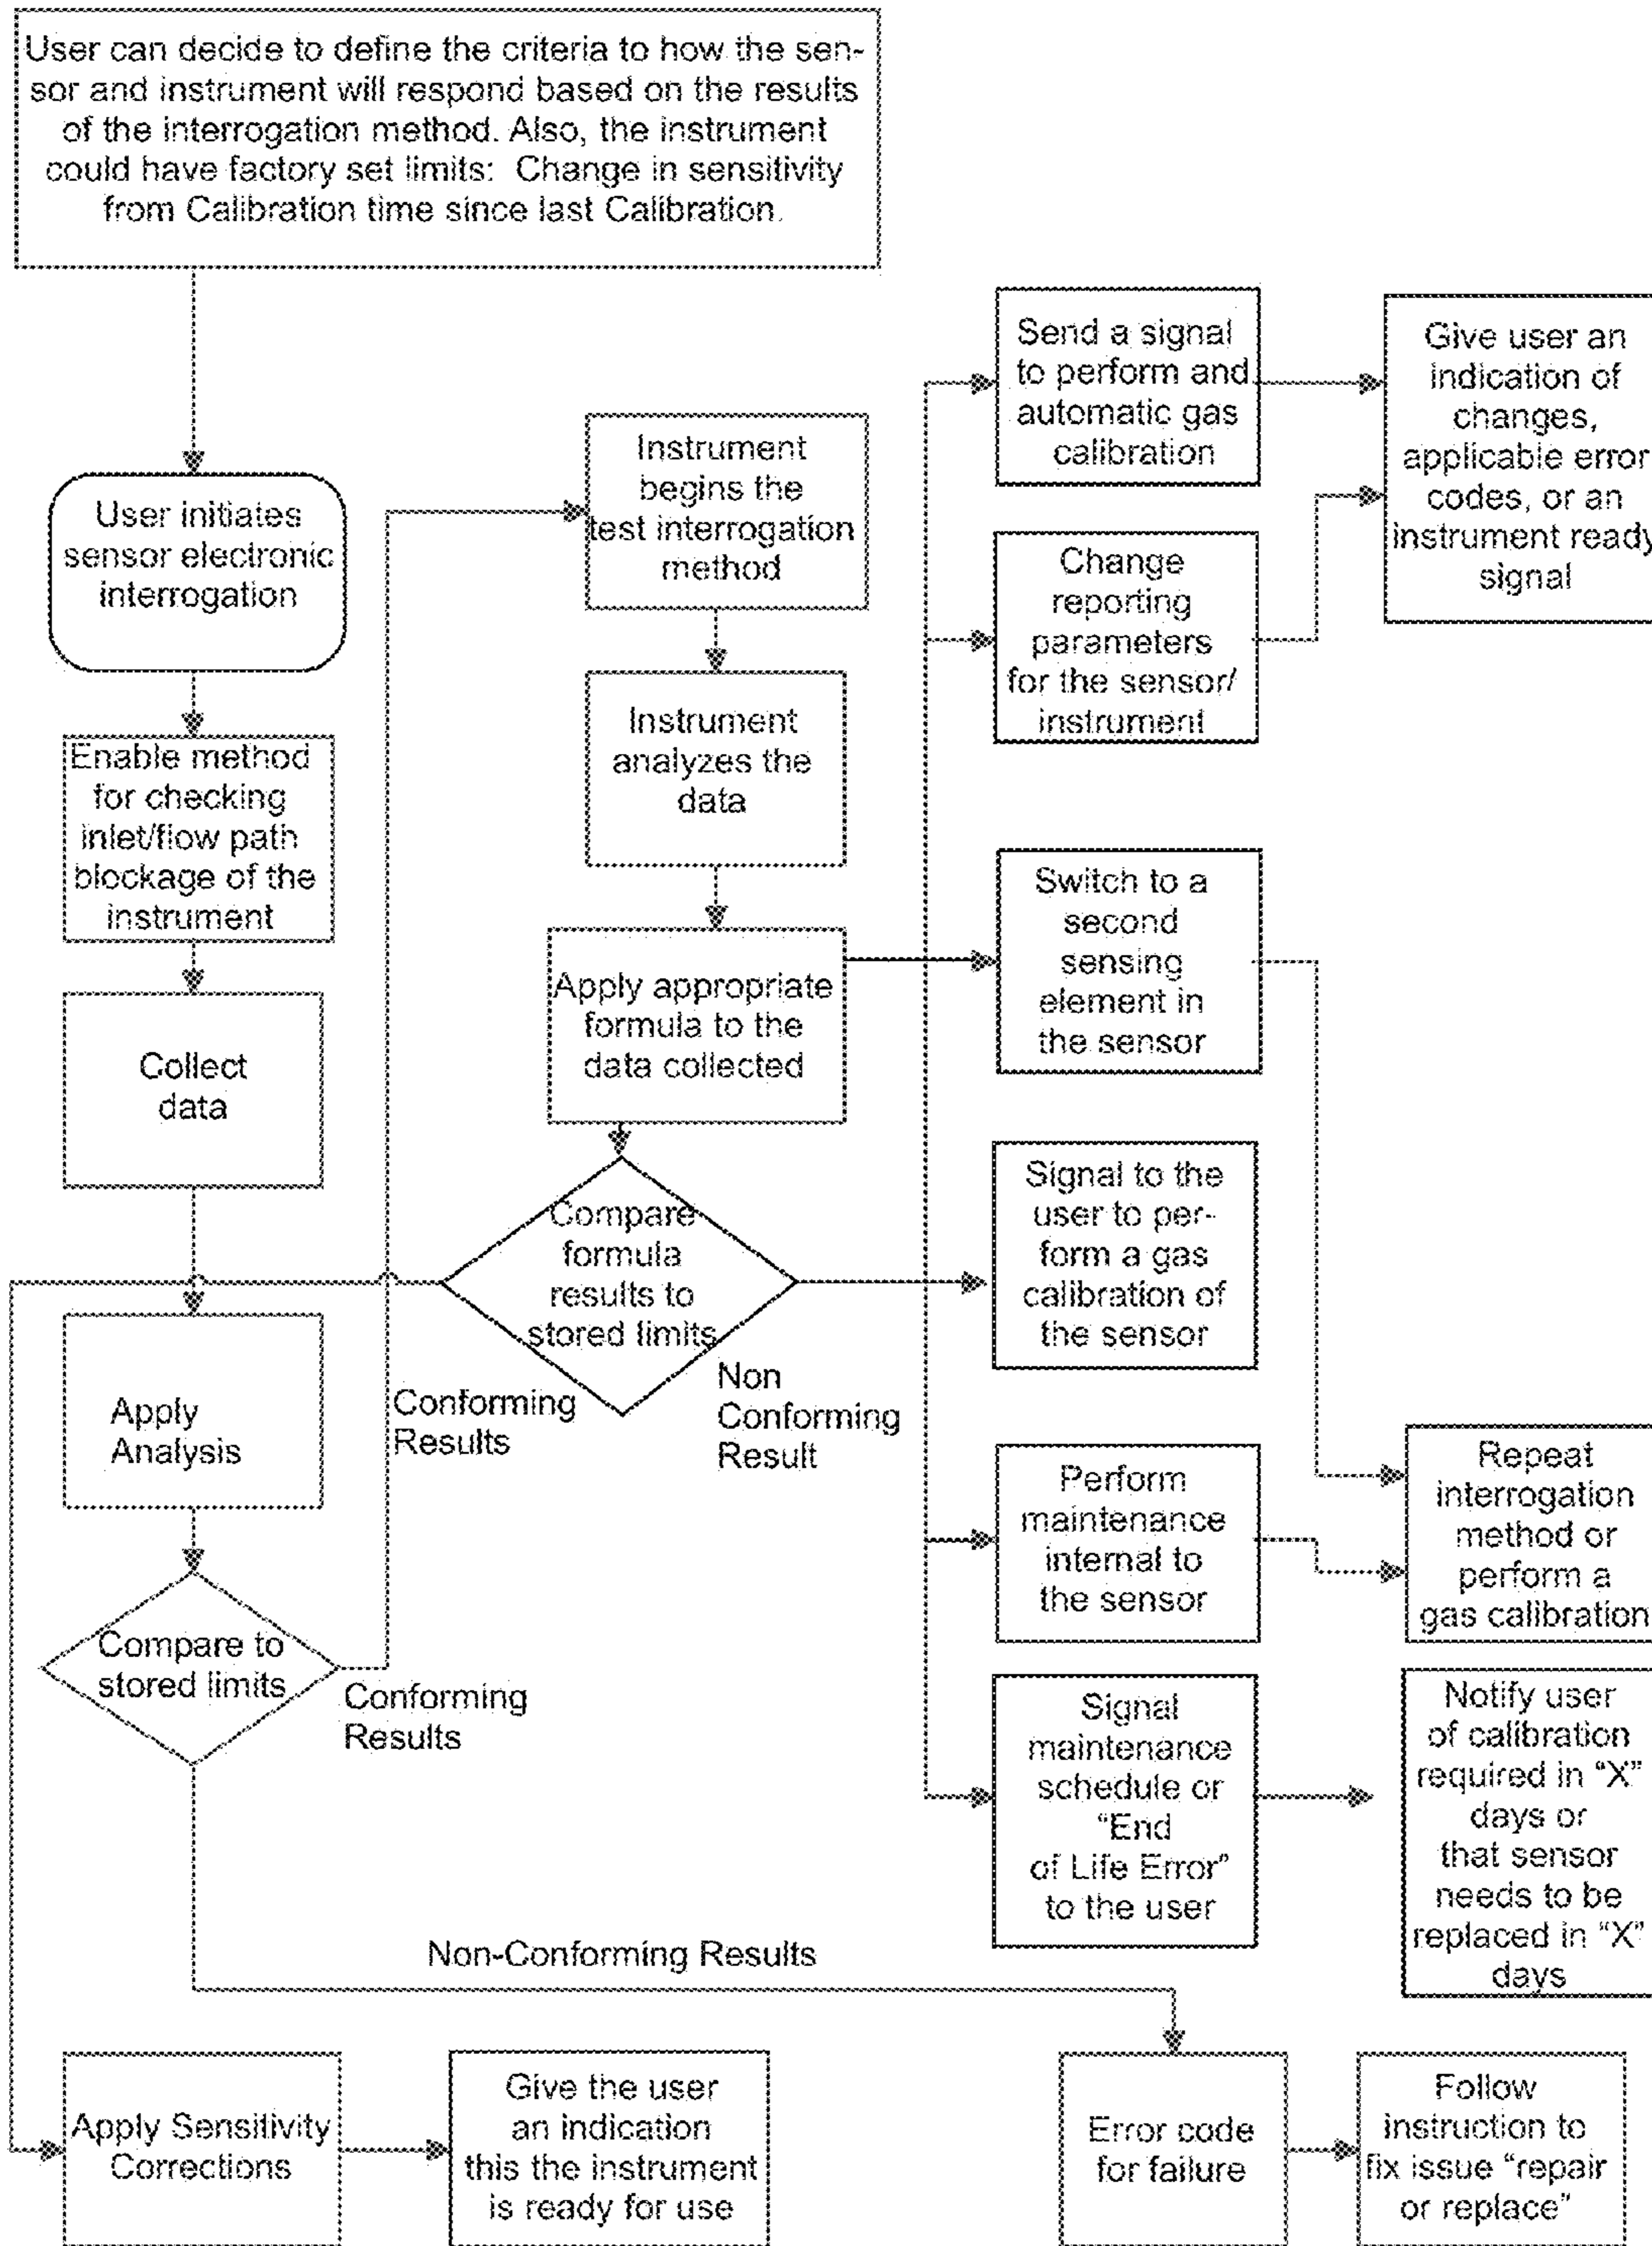 User can decide to define the criteria to how the sen-
sor and instrument will respond based on the results
of the interrogation method. Also, the instrument
could have factory set limits: Change in sensitivity
from Calibration time since last Calibration.
User initiates
sensor electronic
interrogation
Enable method
for checking
inlet/flow path
blockage of the
instrument
Collect
data
Apply
Analysis
Compare to
stored limits
Conforming
Results
Non-Conforming Results
Instrument
begins the
test interrogation
method
Instrument
analyzes the
data
Apply appropriate
formula to the
data collected
Compare
formula
results to
stored limits
Conforming
Results
Non
Conforming
Result
Send a signal
to perform and
automatic gas
calibration
Change
reporting
parameters
for the sensor/
instrument
Switch to a
second
sensing
element in
the sensor
Signal to the
user to per-
form a gas
calibration of
the sensor
Perform
maintenance
internal to
the sensor
Signal
maintenance
schedule or
“End
of Life Error”
to the user
Give user an
indication of
changes,
applicable error
codes, or an
instrument ready
signal
Repeat
interrogation
method or
perform a
gas calibration
Notify user
of calibration
required in “X”
days or
that sensor
needs to be
replaced in “X”
days
Apply Sensitivity
Corrections
Give the user
an indication
this the instrument
is ready for use
Error code
for failure
Follow
instruction to
fix issue “repair
or replace”